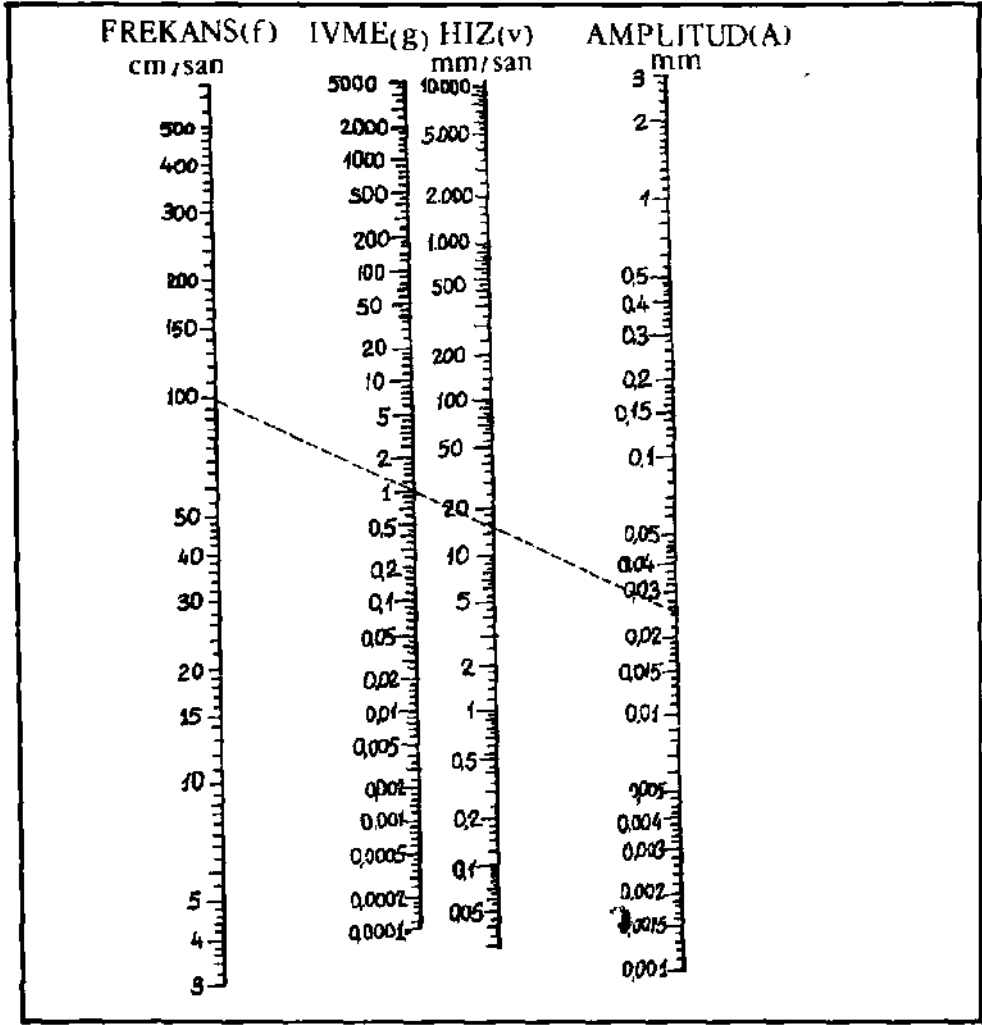 FREKANS(f) IVME(g) HIZ(v) AMPLITUD(A)
cm/san mm/san mm
5000 10.000 3
500 2.000 5.000 2
400 1000
300 500 2.000 1
200 1.000
200 100 500 0,5
150 50 0,4
0,3
20 200 0,2
100 10 100 0,15
5 50 0,1
2
1 20
50 0,5 10 0,05
40 0,2 0,04
30 0,1 5 0,03
0,05 0,02
20 0,02 2 0,015
15 0,01 1 0,01
0,005 0,5
10 0,002 0,005
0,001 0,2 0,004
0,0005 0,1 0,003
5 0,0002 0,05 0,002
4 0,0001 0,0015
3 0,001